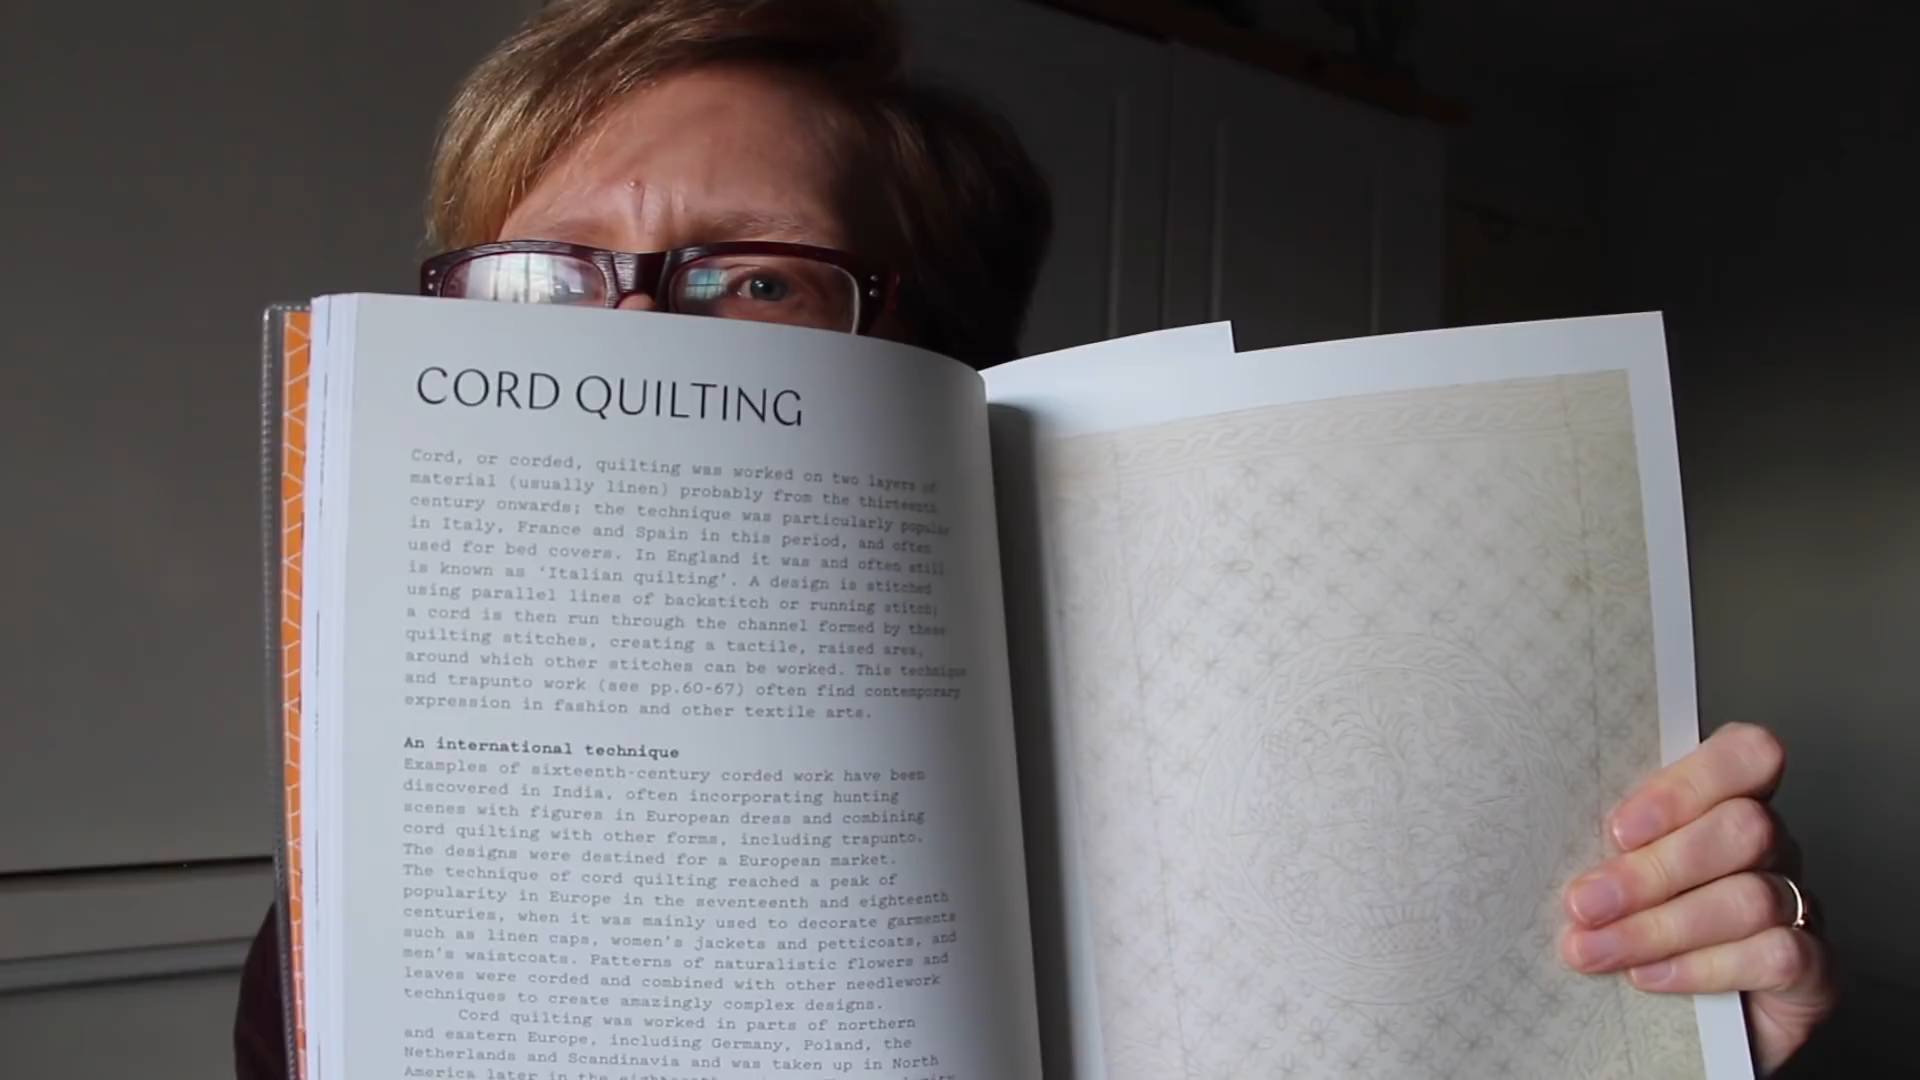 CORD QUILTING
Cord, or corded, quilting was worked on two layers of
material (usually linen) probably from the thirteenth
century onwards; the technique was particularly popular
in Italy, France and Spain in this period, and often
used for bed covers. In England it was and often still
is known as ‘Italian quilting’. A design is stitched
using parallel lines of backstitch or running stitch;
a cord is then run through the channel formed by these
quilting stitches, creating a tactile, raised area,
around which other stitches can be worked. This technique
and trapunto work (see pp.60-67) often find contemporary
expression in fashion and other textile arts.
An international technique
Examples of sixteenth-century corded work have been
discovered in India, often incorporating hunting
scenes with figures in European dress and combining
cord quilting with other forms, including trapunto.
The designs were destined for a European market.
The technique of cord quilting reached a peak of
popularity in Europe in the seventeenth and eighteenth
centuries, when it was mainly used to decorate garments
such as linen caps, women’s jackets and petticoats, and
men’s waistcoats. Patterns of naturalistic flowers and
leaves were corded and combined with other needlework
techniques to create amazingly complex designs.
Cord quilting was worked in parts of northern
and eastern Europe, including Germany, Poland, the
Netherlands and Scandinavia and was taken up in North
America later in the